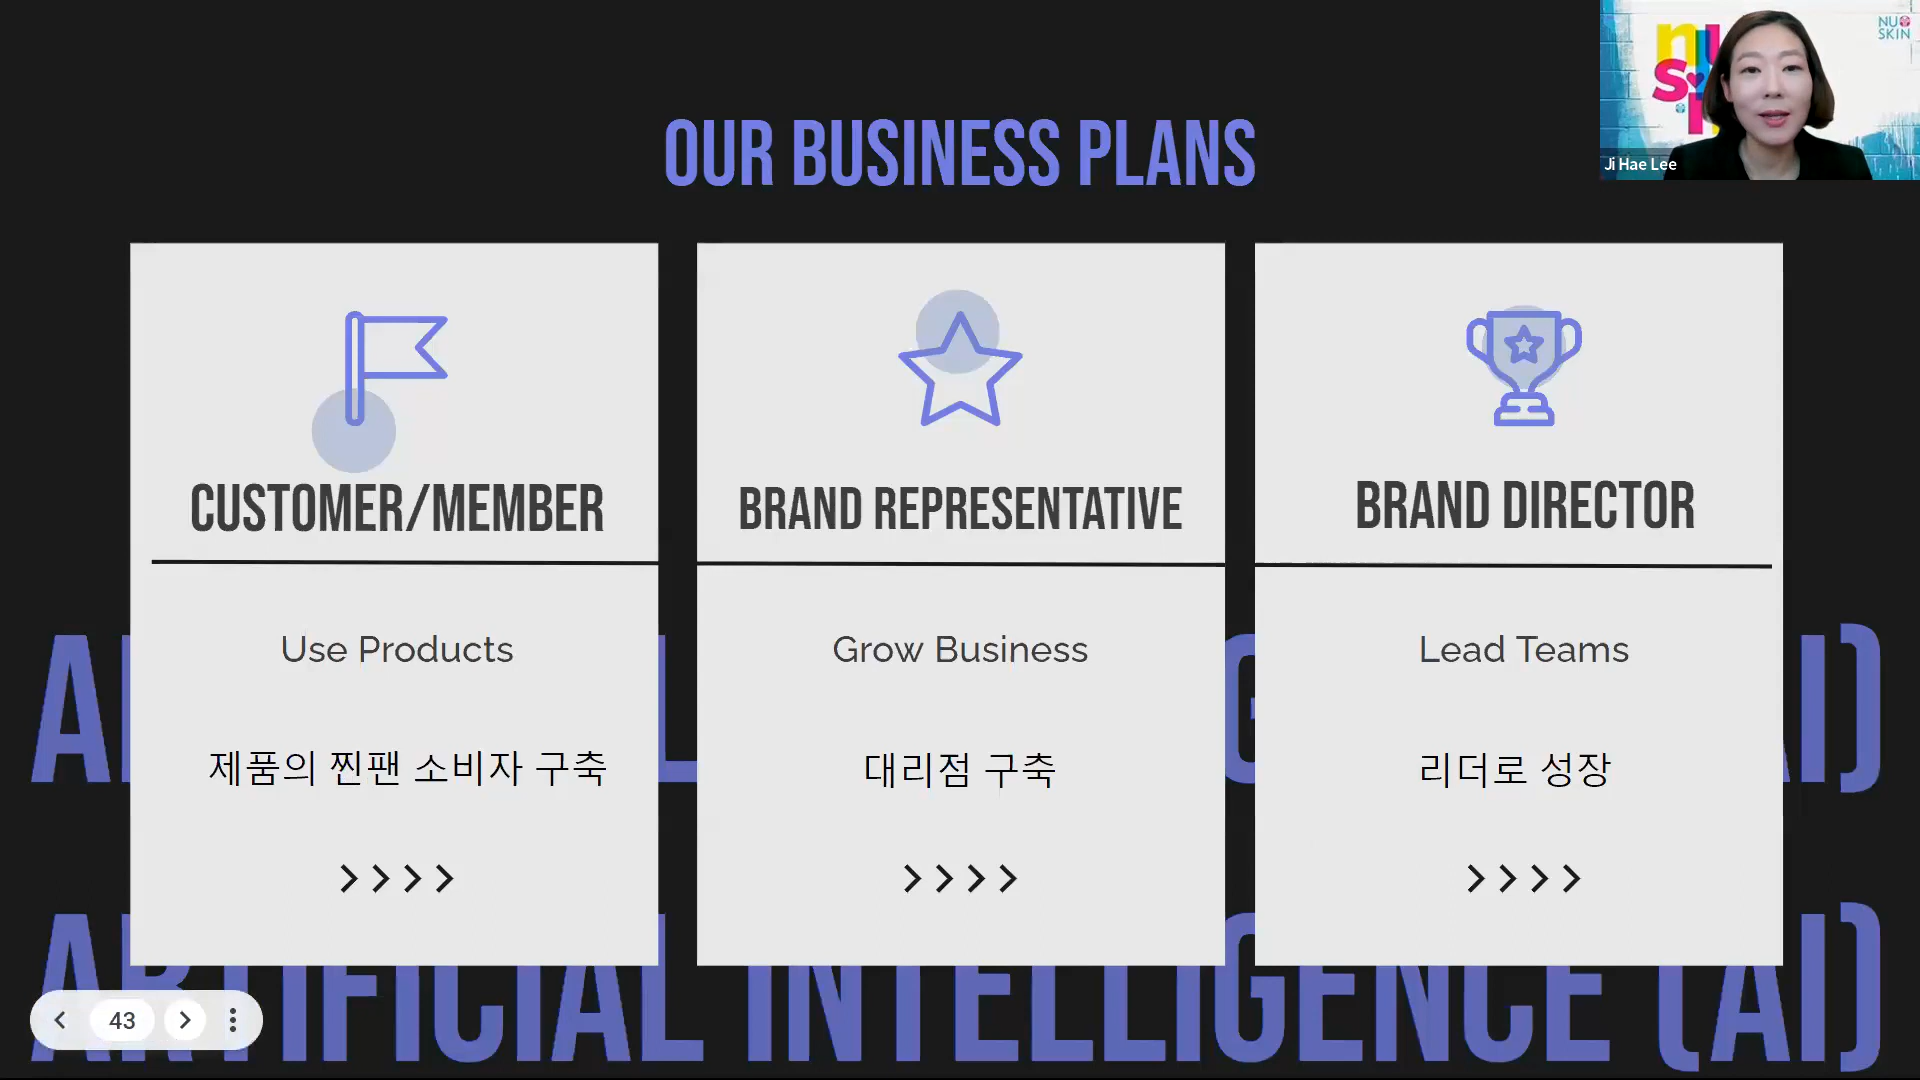 OUR BUSINESS PLANS
NU SKIN
Ji Hae Lee
CUSTOMER/MEMBER
Use Products
제품의 찐팬 소비자 구축
BRAND REPRESENTATIVE
Grow Business
대리점 구축
BRAND DIRECTOR
Lead Teams
리더로 성장
ARTIFICIAL INTELLIGENCE (AI)
43